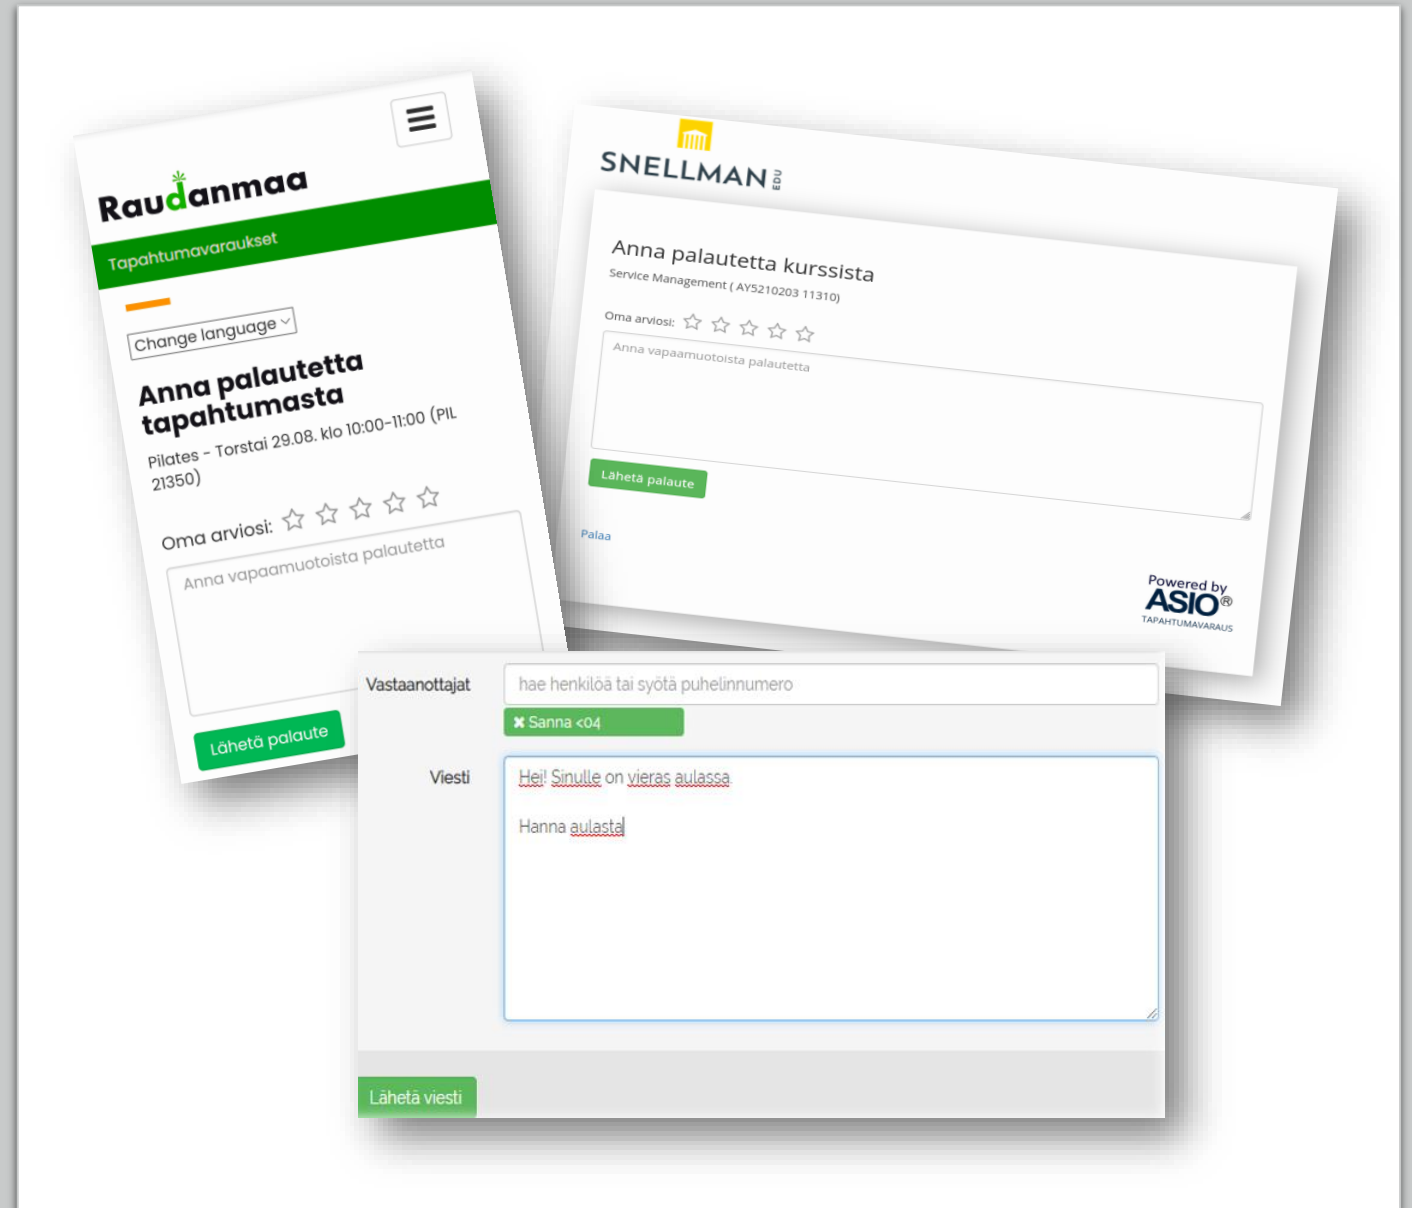 Raudanmaa
Tapahtumavaraukset
Change language
Anna palautetta
tapahtumasta
Pilates - Torstai 29.08. klo 10:00-11:00 (PIL
21350)
Oma arviosi:
Anna vapaamuotoista palautetta
Lähetä palaute
SNELLMAN EDU
Anna palautetta kurssista
Service Management ( AY5210203 11310)
Oma arviosi:
Anna vapaamuotoista palautetta
Lähetä palaute
Palaa
Powered by
ASIO®
TAPAHTUMAVARAUS
Vastaanottajat
hae henkilöä tai syötä puhelinnumero
✖ Sanna <04
Viesti
Hei! Sinulle on vieras aulassa.
Hanna aulasta
Lähetä viesti